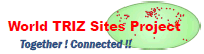 World TRIZ Sites Project
Together ! Connected !!